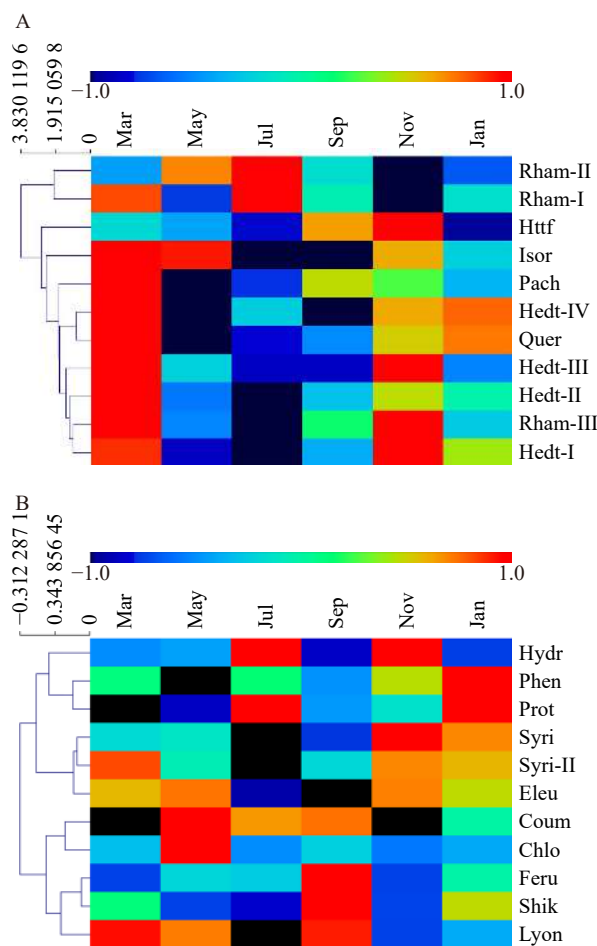 A
3.830 119 6
1.915 059 8
0
−1.0
1.0
Mar
May
Jul
Sep
Nov
Jan
Rham-II
Rham-I
Httf
Isor
Pach
Hedt-IV
Quer
Hedt-III
Hedt-II
Rham-III
Hedt-I
B
−0.312 287 1
0.343 856 45
0
−1.0
1.0
Mar
May
Jul
Sep
Nov
Jan
Hydr
Phen
Prot
Syri
Syri-II
Eleu
Coum
Chlo
Feru
Shik
Lyon